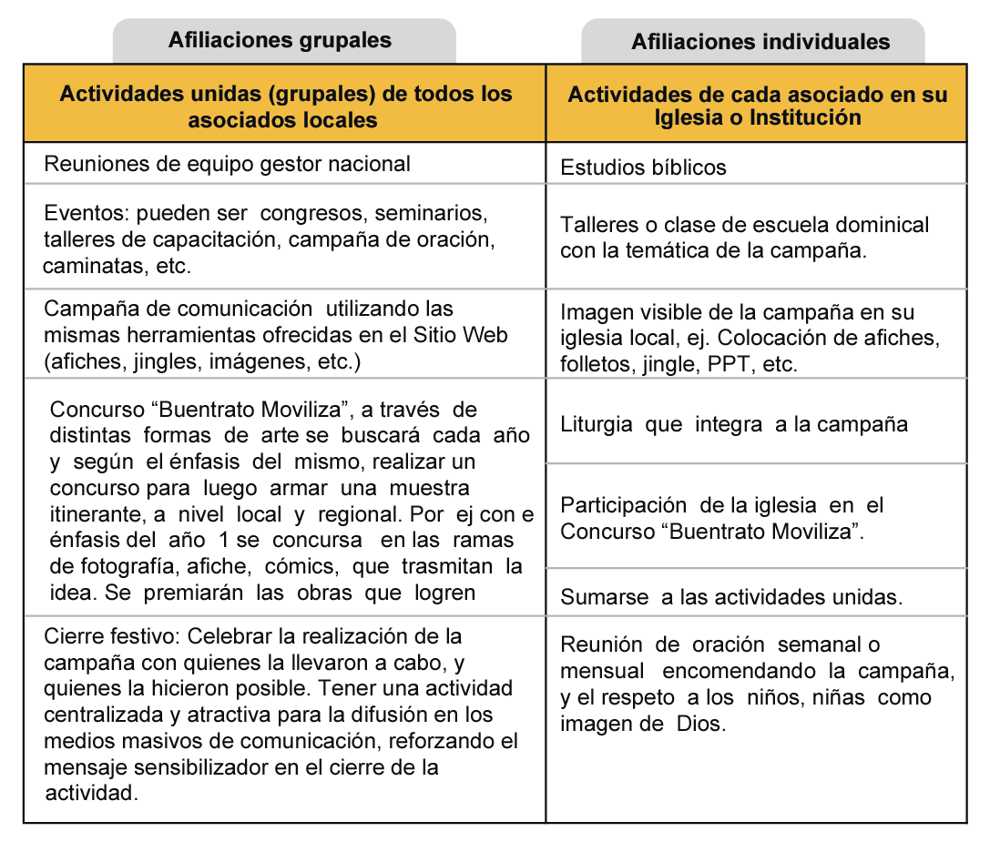 Afiliaciones grupales
Afiliaciones individuales
Actividades unidas (grupales) de todos los
asociados locales
Actividades de cada asociado en su
Iglesia o Institución
Reuniones de equipo gestor nacional
Estudios bíblicos
Eventos: pueden ser congresos, seminarios,
talleres de capacitación, campaña de oración,
caminatas, etc.
Talleres o clase de escuela dominical
con la temática de la campaña.
Campaña de comunicación utilizando las
mismas herramientas ofrecidas en el Sitio Web
(afiches, jingles, imágenes, etc.)
Imagen visible de la campaña en su
iglesia local, ej. Colocación de afiches,
folletos, jingle, PPT, etc.
Concurso “Buentrato Moviliza”, a través de
distintas formas de arte se buscará cada año
y según el énfasis del mismo, realizar un
concurso para luego armar una muestra
itinerante, a nivel local y regional. Por ej con e
énfasis del año 1 se concursa en las ramas
de fotografía, afiche, cómics, que trasmitan la
idea. Se premiarán las obras que logren
Liturgia que integra a la campaña
Participación de la iglesia en el
Concurso “Buentrato Moviliza”.
Sumarse a las actividades unidas.
Cierre festivo: Celebrar la realización de la
campaña con quienes la llevaron a cabo, y
quienes la hicieron posible. Tener una actividad
centralizada y atractiva para la difusión en los
medios masivos de comunicación, reforzando el
mensaje sensibilizador en el cierre de la
actividad.
Reunión de oración semanal o
mensual encomendando la campaña,
y el respeto a los niños, niñas como
imagen de Dios.